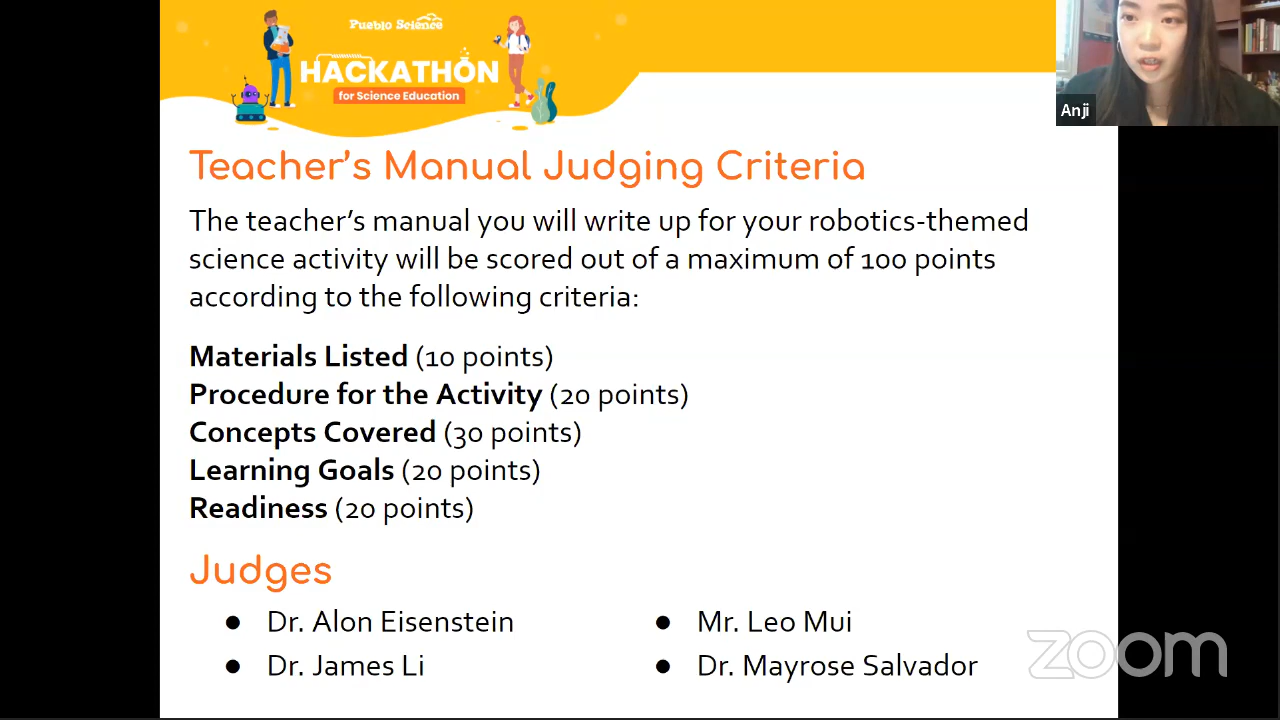 Pueblo Science
HACKATHON
for Science Education
Anji
Teacher's Manual Judging Criteria
The teacher's manual you will write up for your robotics-themed
science activity will be scored out of a maximum of 100 points
according to the following criteria:
Materials Listed (10 points)
Procedure for the Activity (20 points)
Concepts Covered (30 points)
Learning Goals (20 points)
Readiness (20 points)
Judges
● Dr. Alon Eisenstein
● Mr. Leo Mui
● Dr. James Li
● Dr. Mayrose Salvador
zoom